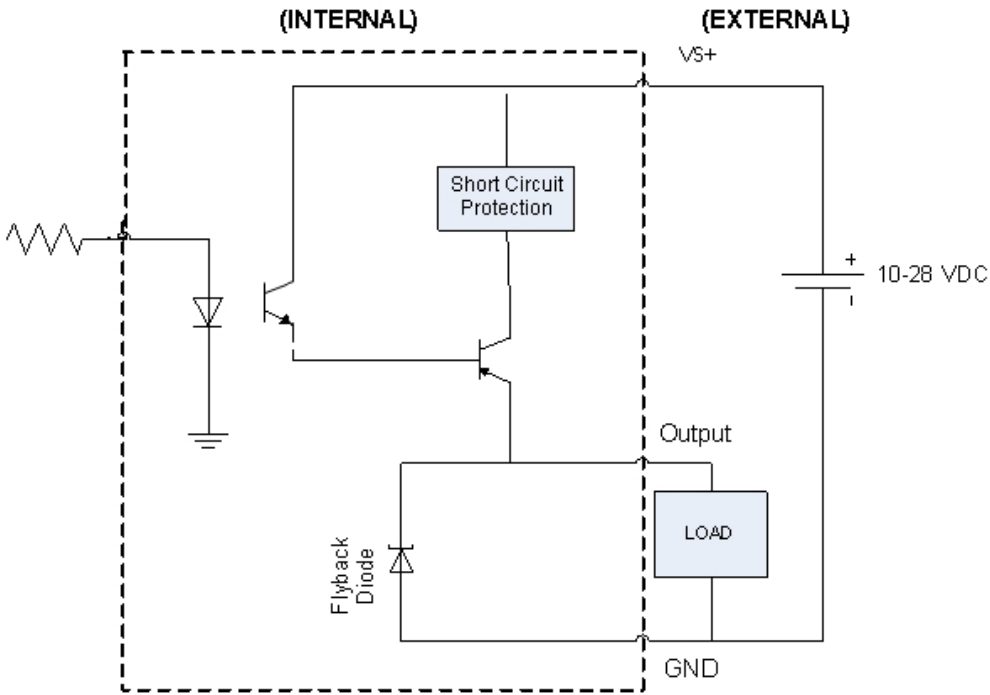 (INTERNAL)
(EXTERNAL)
VS+
Short Circuit
Protection
+
10-28 VDC
-
Output
LOAD
Flyback
Diode
GND